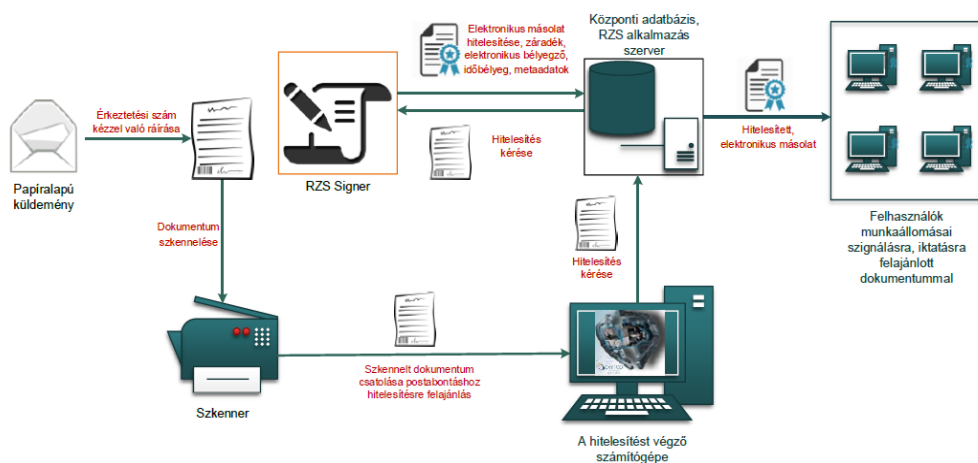 Elektronikus másolat
hitelesítése, záradék,
elektronikus bélyegző,
időbélyeg, metaadatok
Központi adatbázis,
RZS alkalmazás
szerver
Érkeztetési szám
kézzel való ráírása
Hitelesítés
kérése
Hitelesített,
elektronikus másolat
Papíralapú
küldemény
RZS Signer
Felhasználók
munkaállomásai
szignálásra, iktatásra
felajánlott
dokumentummal
Dokumentum
szkennelése
Hitelesítés
kérése
Szkennelt dokumentum
csatolása postabontáshoz
hitelesítésre felajánlás
Szkenner
A hitelesítést végző
számítógépe